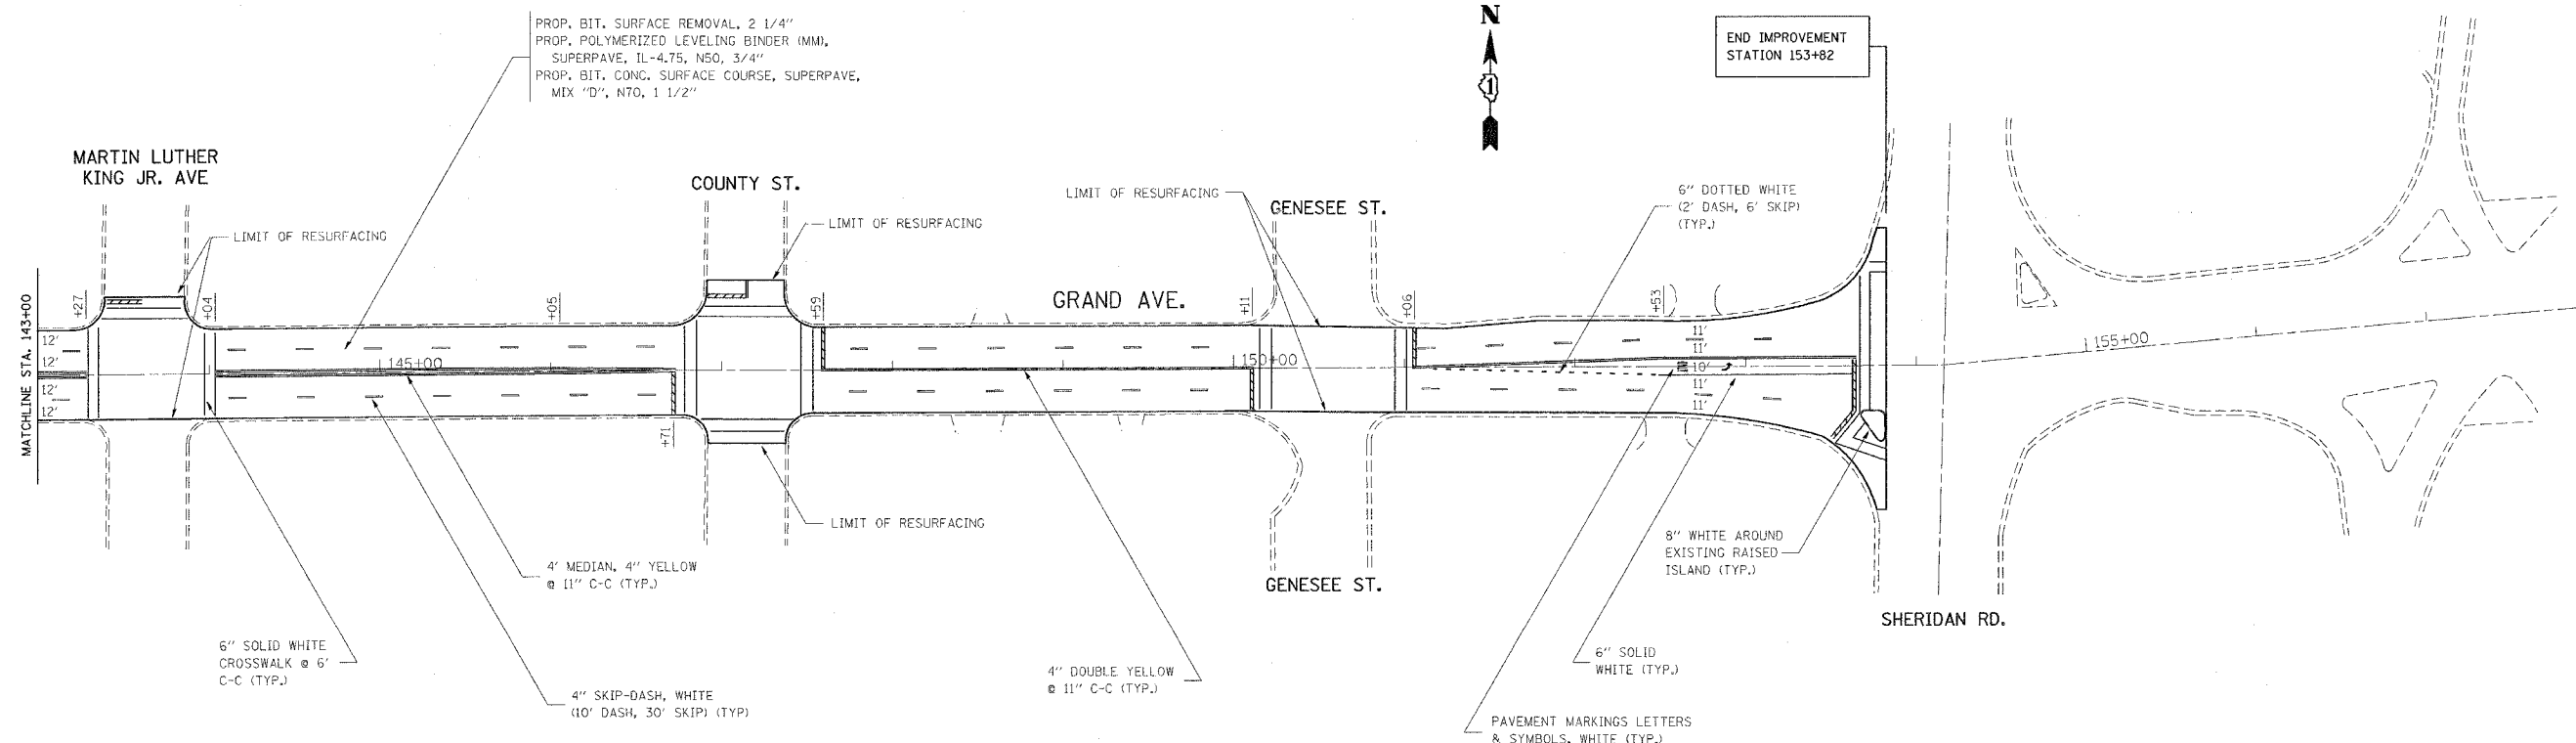 PROP. BIT. SURFACE REMOVAL, 2 1/4"
PROP. POLYMERIZED LEVELING BINDER (MM),
SUPERPAVE, IL-4.75, N50, 3/4"
PROP. BIT. CONC. SURFACE COURSE, SUPERPAVE,
MIX "D", N70, 1 1/2"
N
1
END IMPROVEMENT
STATION 153+82
MARTIN LUTHER
KING JR. AVE
LIMIT OF RESURFACING
COUNTY ST.
LIMIT OF RESURFACING
LIMIT OF RESURFACING
GENESEE ST.
6" DOTTED WHITE
(2' DASH, 6' SKIP)
(TYP.)
MATCHLINE STA. 143+00
+27
+04
+05
+59
GRAND AVE.
+11
+06
+53
12'
12'
12'
12'
145+00
150+00
155+00
11'
11'
10'
11'
11'
+71
LIMIT OF RESURFACING
4' MEDIAN, 4" YELLOW
@ 11" C-C (TYP.)
GENESEE ST.
8" WHITE AROUND
EXISTING RAISED
ISLAND (TYP.)
SHERIDAN RD.
6" SOLID WHITE
CROSSWALK @ 6'
C-C (TYP.)
4" SKIP-DASH, WHITE
(10' DASH, 30' SKIP) (TYP)
4" DOUBLE YELLOW
@ 11" C-C (TYP.)
6" SOLID
WHITE (TYP.)
PAVEMENT MARKINGS LETTERS
& SYMBOLS, WHITE (TYP.)